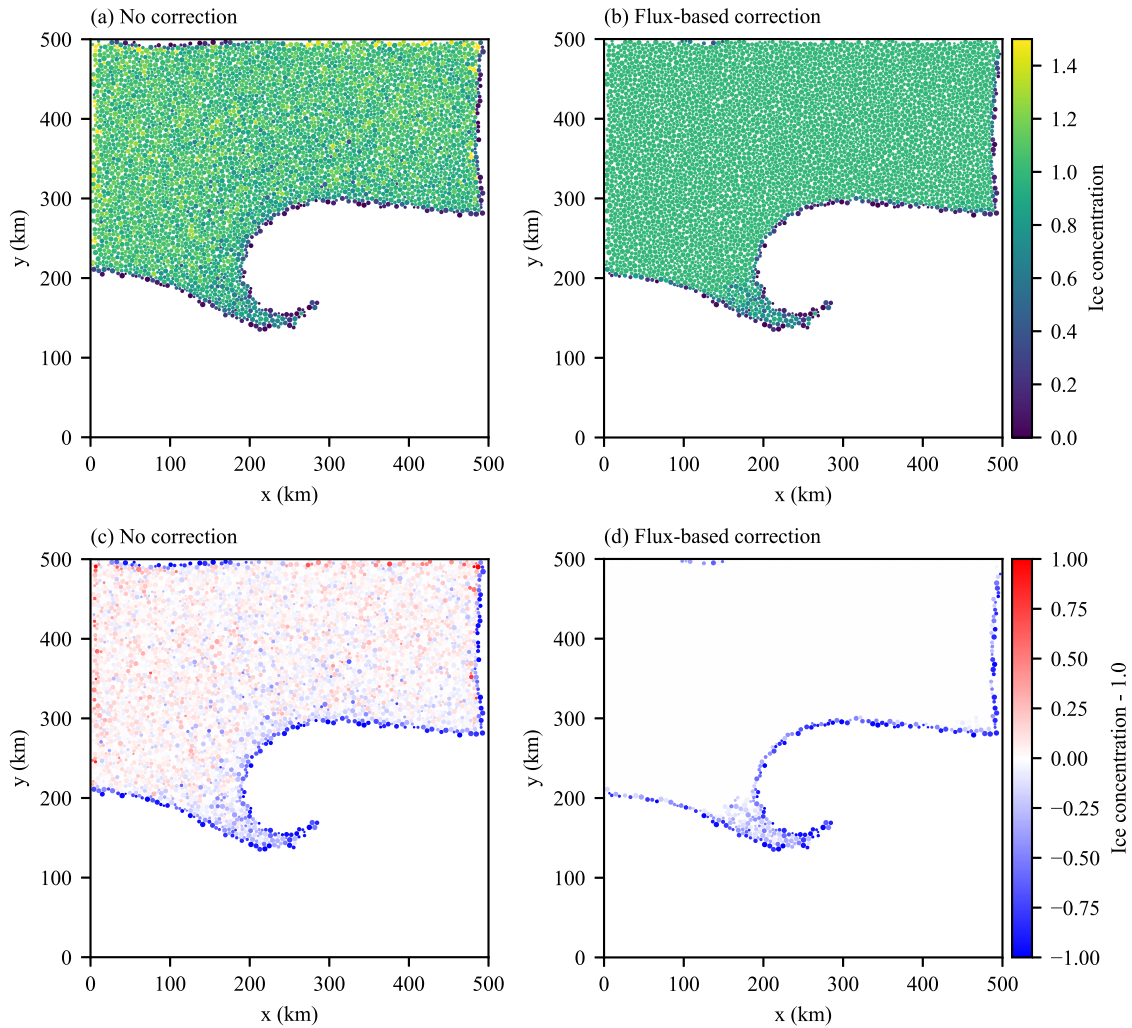 (a) No correction
(b) Flux-based correction
500
400
300
200
100
0
y (km)
0 100 200 300 400 500
x (km)
500
400
300
200
100
0
y (km)
0 100 200 300 400 500
x (km)
1.4
1.2
1.0
0.8
0.6
0.4
0.2
0.0
Ice concentration
(c) No correction
(d) Flux-based correction
500
400
300
200
100
0
y (km)
0 100 200 300 400 500
x (km)
500
400
300
200
100
0
y (km)
0 100 200 300 400 500
x (km)
1.00
0.75
0.50
0.25
0.00
−0.25
−0.50
−0.75
−1.00
Ice concentration - 1.0